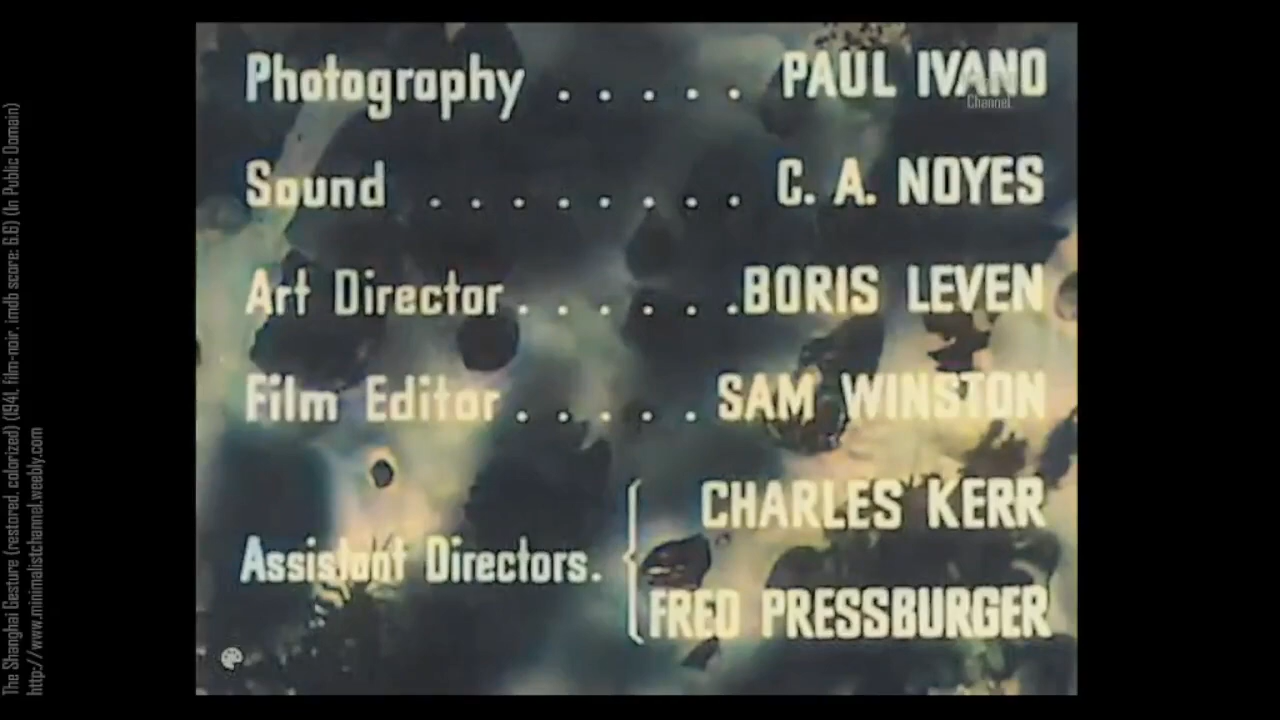 Photography . . . . . PAUL IVANO
Channel
Sound . . . . . . . . . C. A. NOYES
Art Director . . . . . . BORIS LEVEN
Film Editor . . . . . SAM WINSTON
Assistant Directors. { CHARLES KERR
FRED PRESSBURGER
The Shanghai Gesture (restored, colorized) (1941, film-noir, imdb score: 6.6) (In Public Domain)
http://www.minimalistchannel.weebly.com